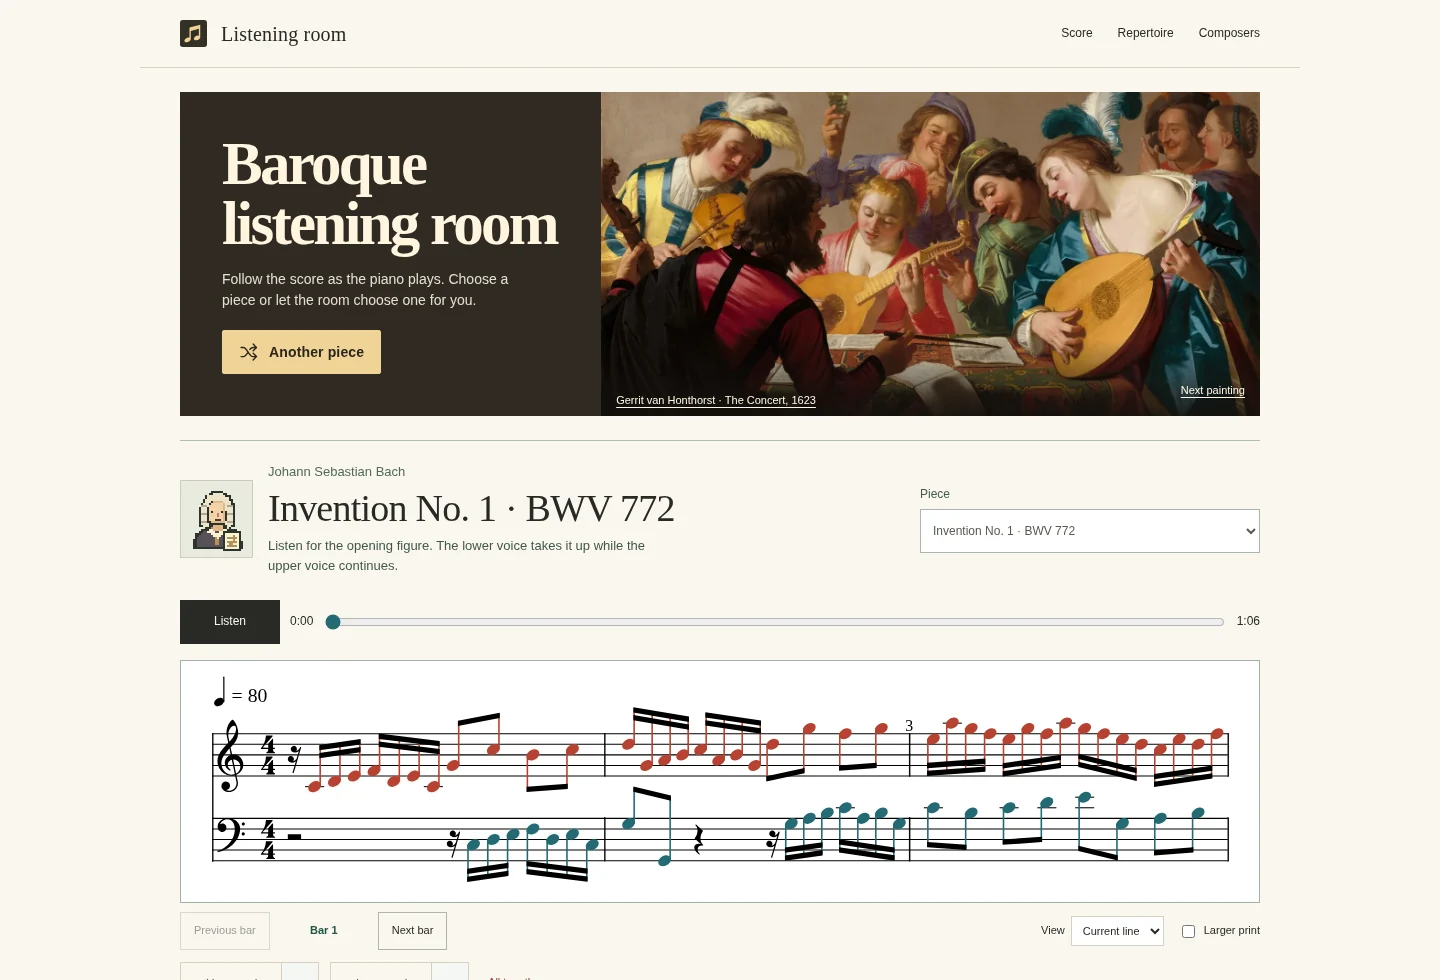 Listening room
Score Repertoire Composers
Baroque
listening room
Follow the score as the piano plays. Choose a
piece or let the room choose one for you.
Another piece
Gerrit van Honthorst · The Concert, 1623
Next painting
Johann Sebastian Bach
Invention No. 1 · BWV 772
Listen for the opening figure. The lower voice takes it up while the
upper voice continues.
Piece
Invention No. 1 · BWV 772
Listen
0:00
1:06
= 80
3
4
4
4
4
Previous bar
Bar 1
Next bar
View
Current line
Larger print